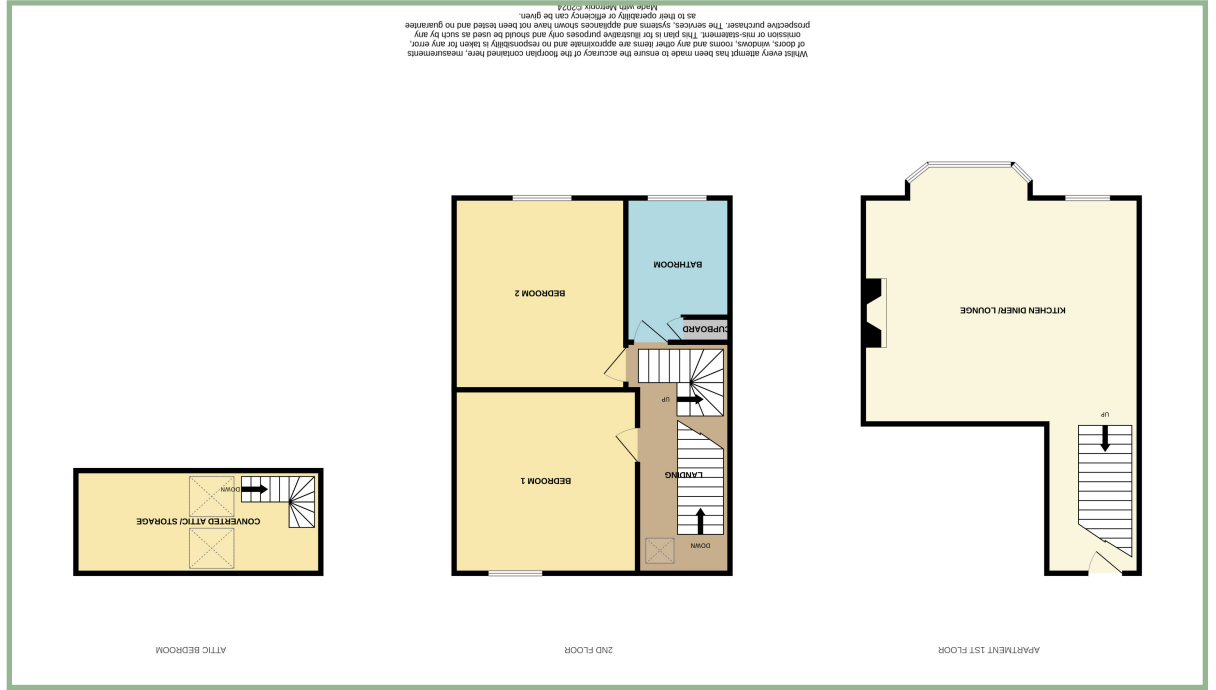 APARTMENT 1ST FLOOR
2ND FLOOR
ATTIC BEDROOM
DOWN
UP
LANDING
BEDROOM 1
UP
CUPBOARD
BEDROOM 2
BATHROOM
KITCHEN DINER/ LOUNGE
CONVERTED ATTIC/ STORAGE
DOWN
Whilst every attempt has been made to ensure the accuracy of the floorplan contained here, measurements
of doors, windows, rooms and any other items are approximate and no responsibility is taken for any error,
omission or mis-statement. This plan is for illustrative purposes only and should be used as such by any
prospective purchaser. The services, systems and appliances shown have not been tested and no guarantee
as to their operability or efficiency can be given.
Made with Metropix ©2024